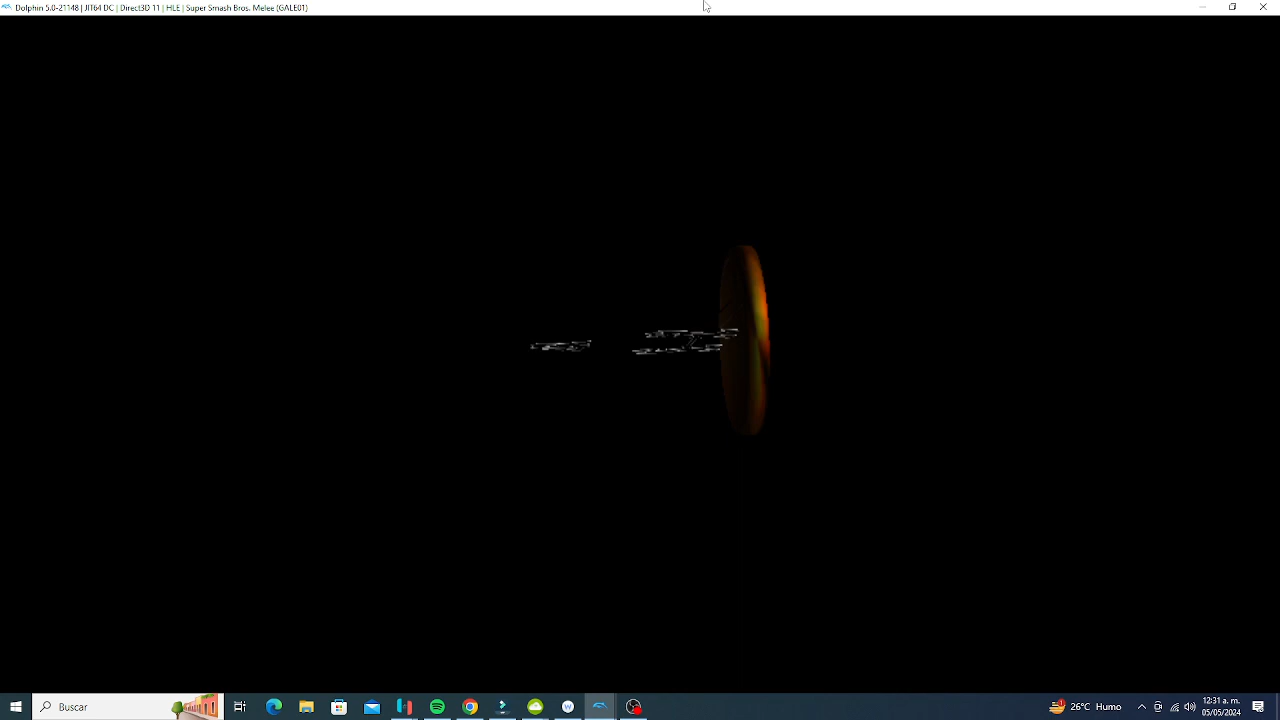 Dolphin 5.0-21148 | JIT64 DC | Direct3D 11 | HLE | Super Smash Bros. Melee (GALE01)
Buscar
26°C Humo
12:31 a. m.
05/05/2024